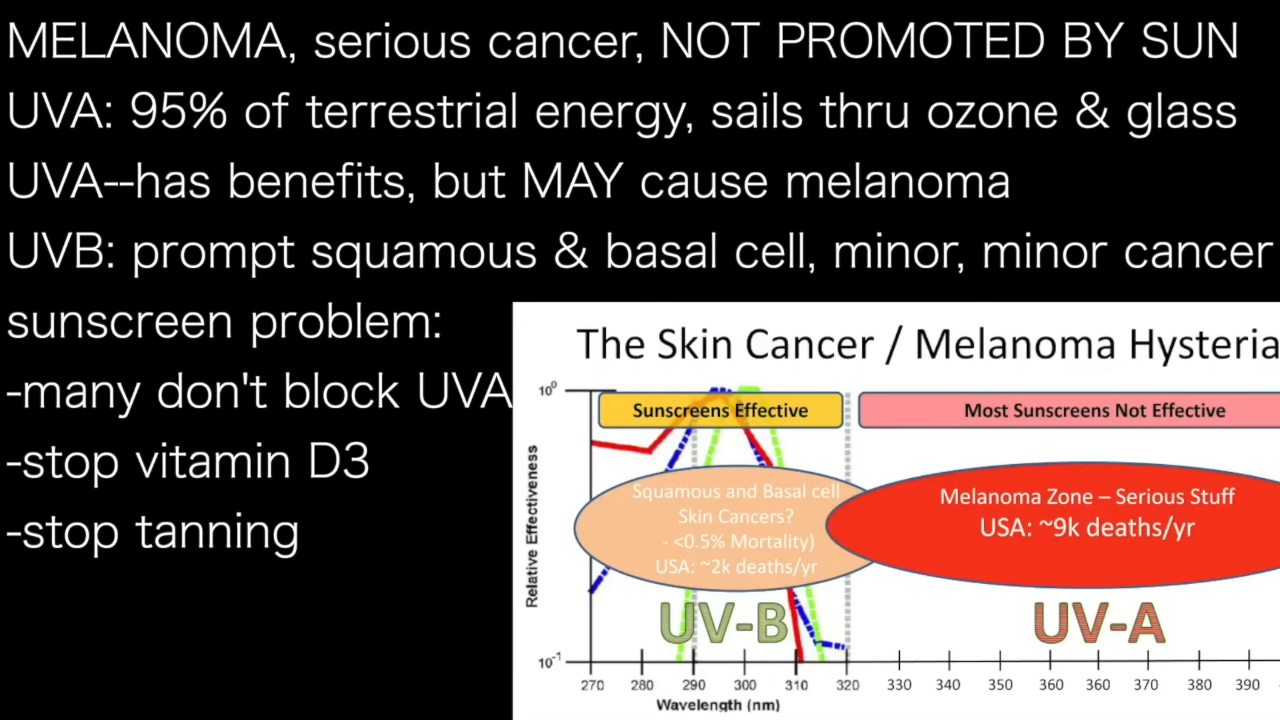 MELANOMA, serious cancer, NOT PROMOTED BY SUN
UVA: 95% of terrestrial energy, sails thru ozone & glass
UVA--has benefits, but MAY cause melanoma
UVB: prompt squamous & basal cell, minor, minor cancer
sunscreen problem:
-many don't block UVA
-stop vitamin D3
-stop tanning
The Skin Cancer / Melanoma Hysteria
10⁰
Sunscreens Effective
Most Sunscreens Not Effective
Relative Effectiveness
Squamous and Basal cell
Skin Cancers?
- <0.5% Mortality)
USA: ~2k deaths/yr
Melanoma Zone – Serious Stuff
USA: ~9k deaths/yr
UV-B
UV-A
10⁻¹
270 280 290 300 310 320 330 340 350 360 360 370 380 390
Wavelength (nm)